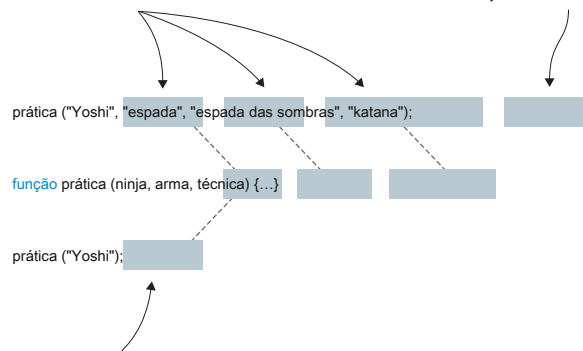 prática ("Yoshi", "espada", "espada das sombras", "katana");
função prática (ninja, arma, técnica) {…}
prática ("Yoshi");